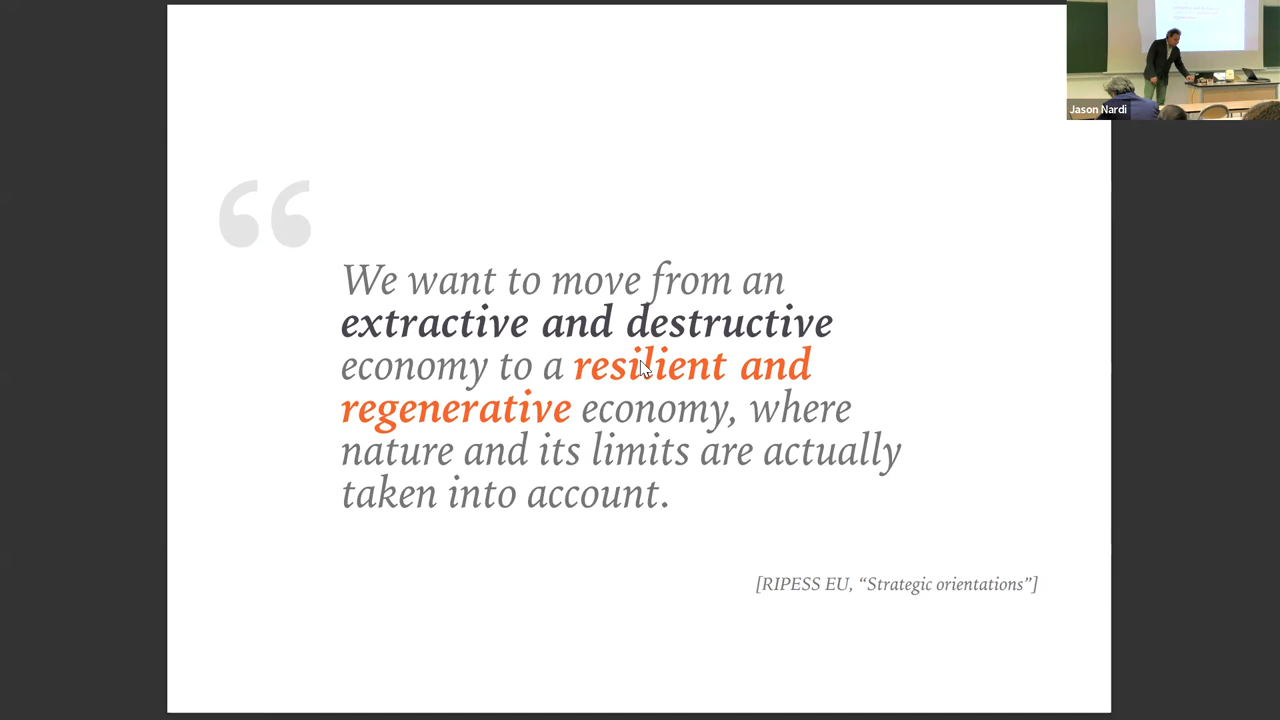 Jason Nardi
“
We want to move from an
extractive and destructive
economy to a resilient and
regenerative economy, where
nature and its limits are actually
taken into account.
[RIPESS EU, “Strategic orientations”]